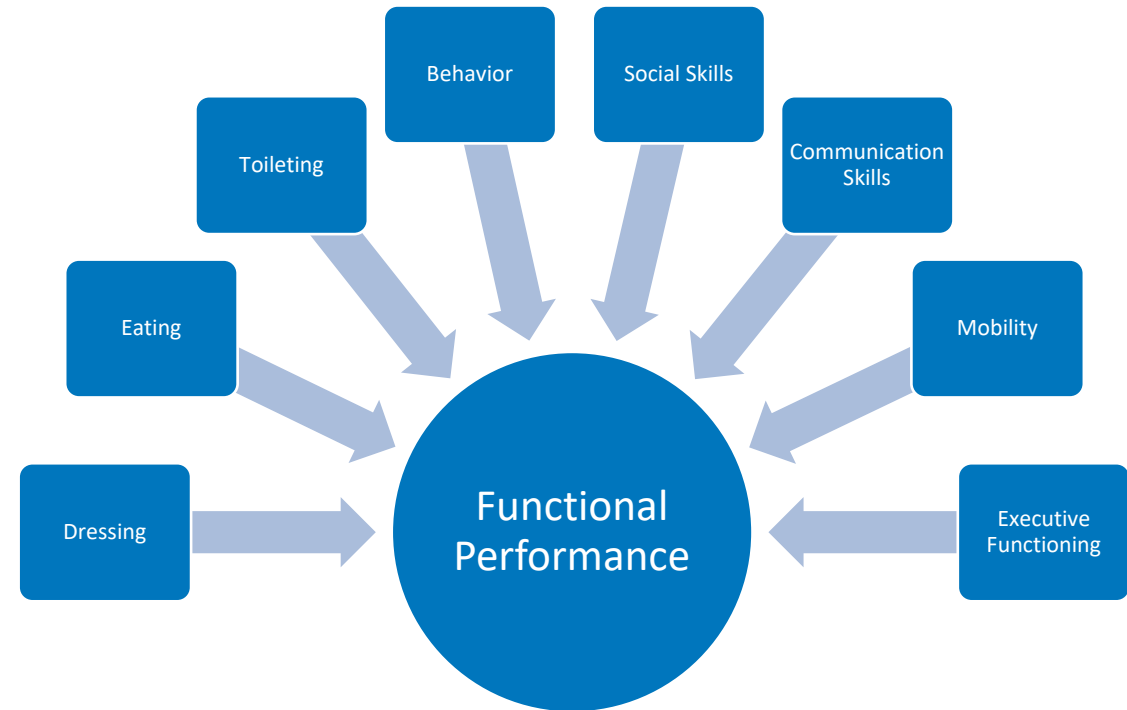 Behavior
Social Skills
Toileting
Communication
Skills
Eating
Mobility
Dressing
Functional
Performance
Executive
Functioning